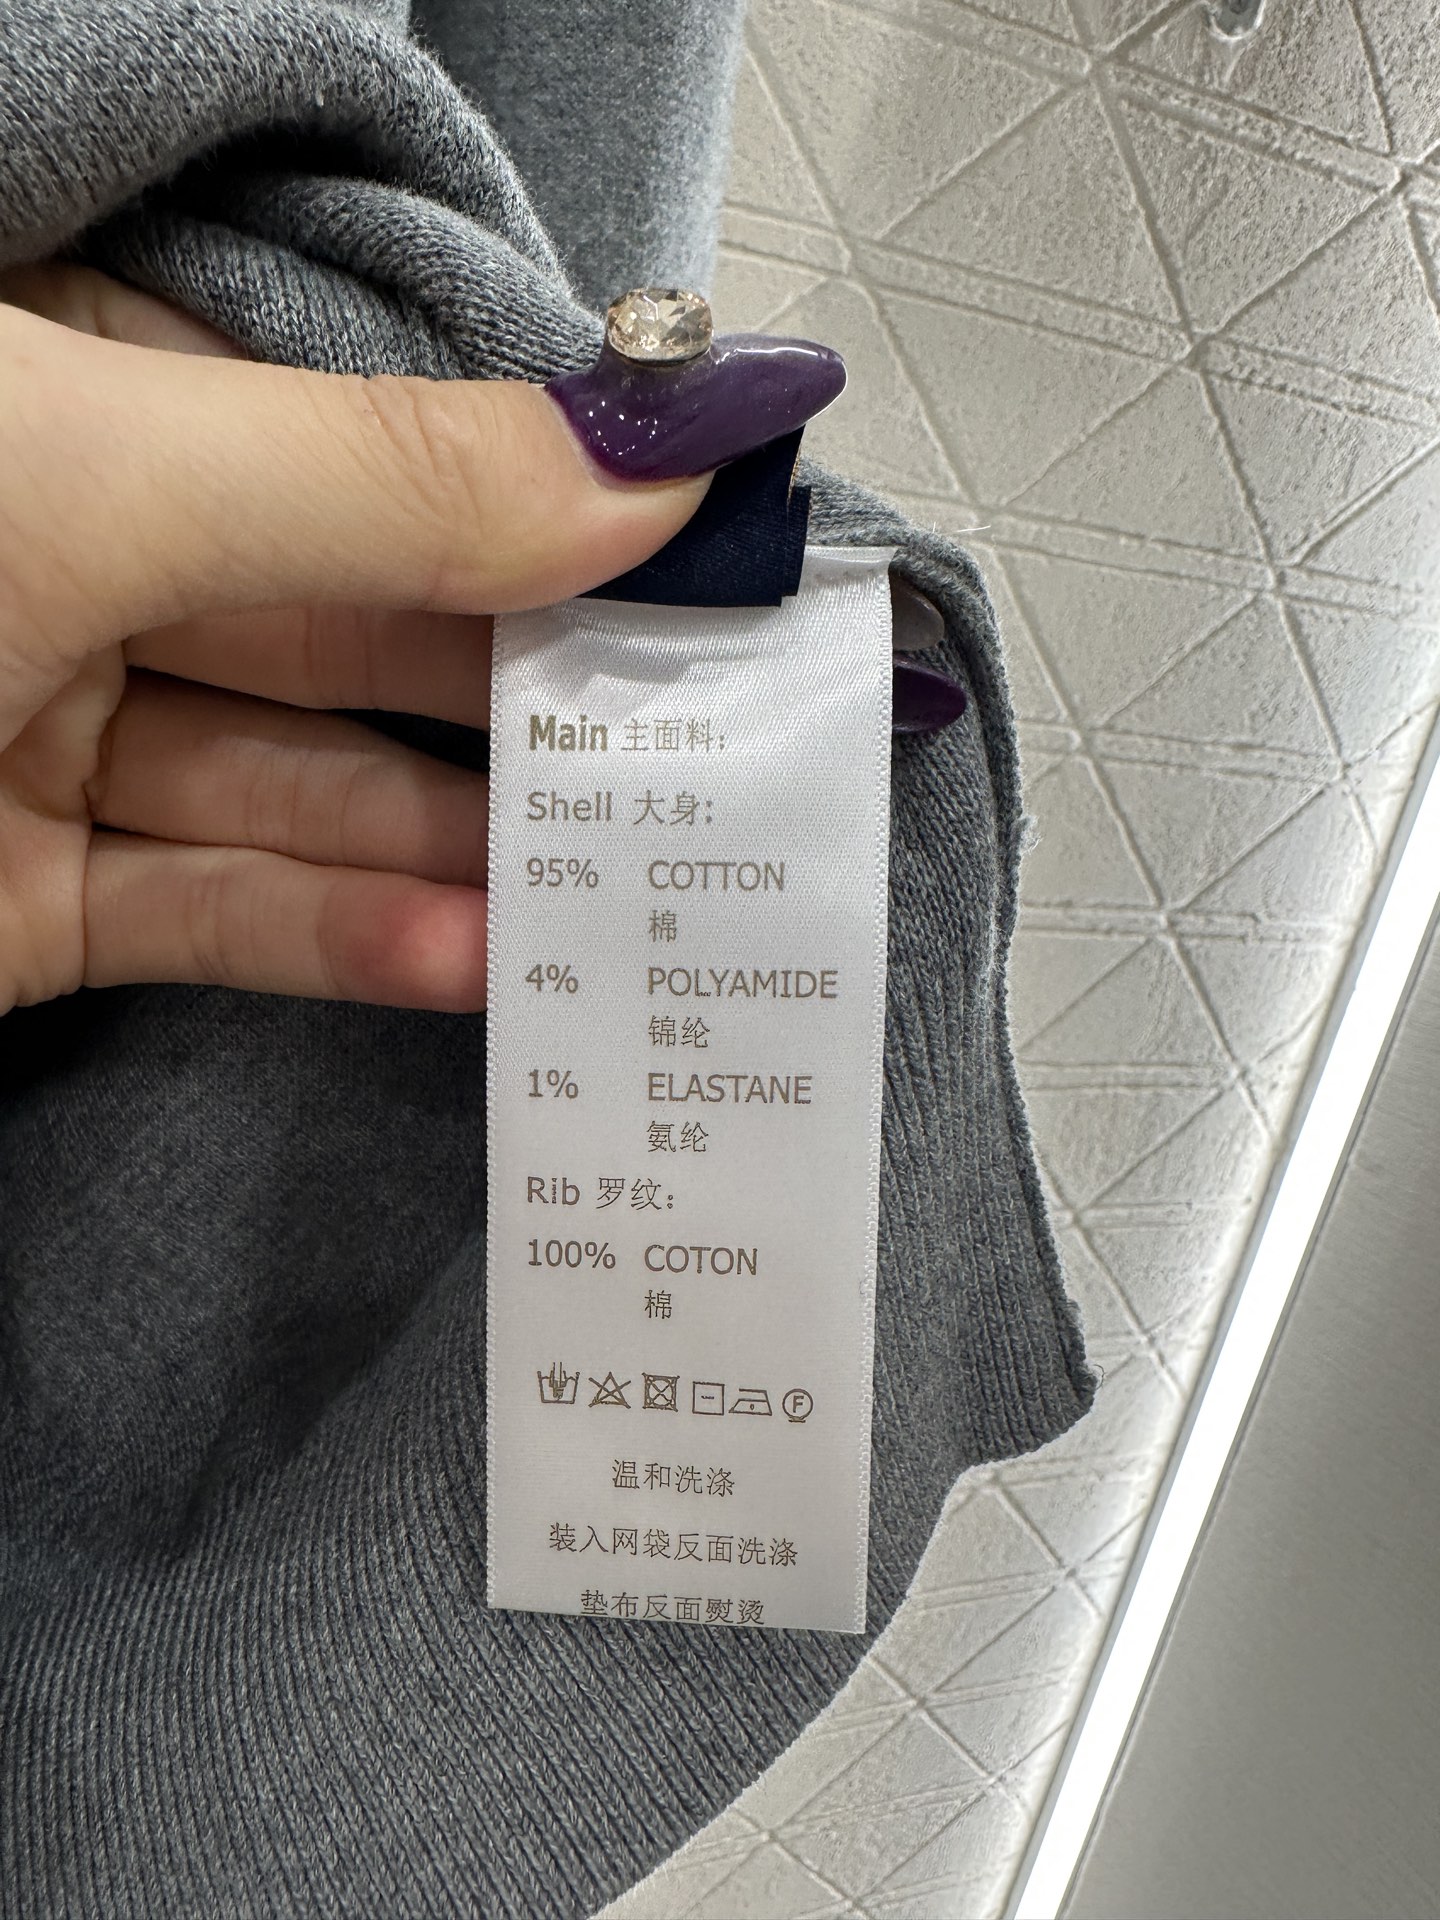 Main 主面料:
Shell 大身:
95% COTTON
棉
4% POLYAMIDE
锦纶
1% ELASTANE
氨纶
Rib 罗纹:
100% COTON
棉
F
温和洗涤
装入网袋反面洗涤
垫布反面熨烫